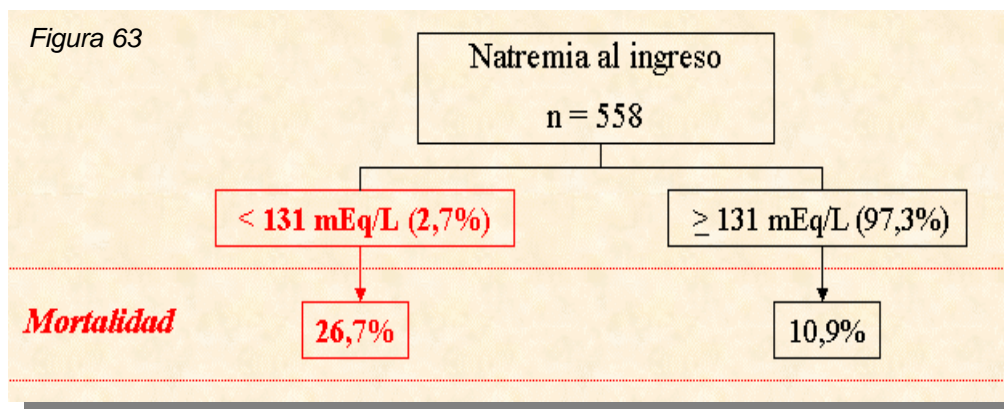 Figura 63
Natremia al ingreso
n = 558
< 131 mEq/L (2,7%)
≥ 131 mEq/L (97,3%)
Mortalidad
26,7%
10,9%